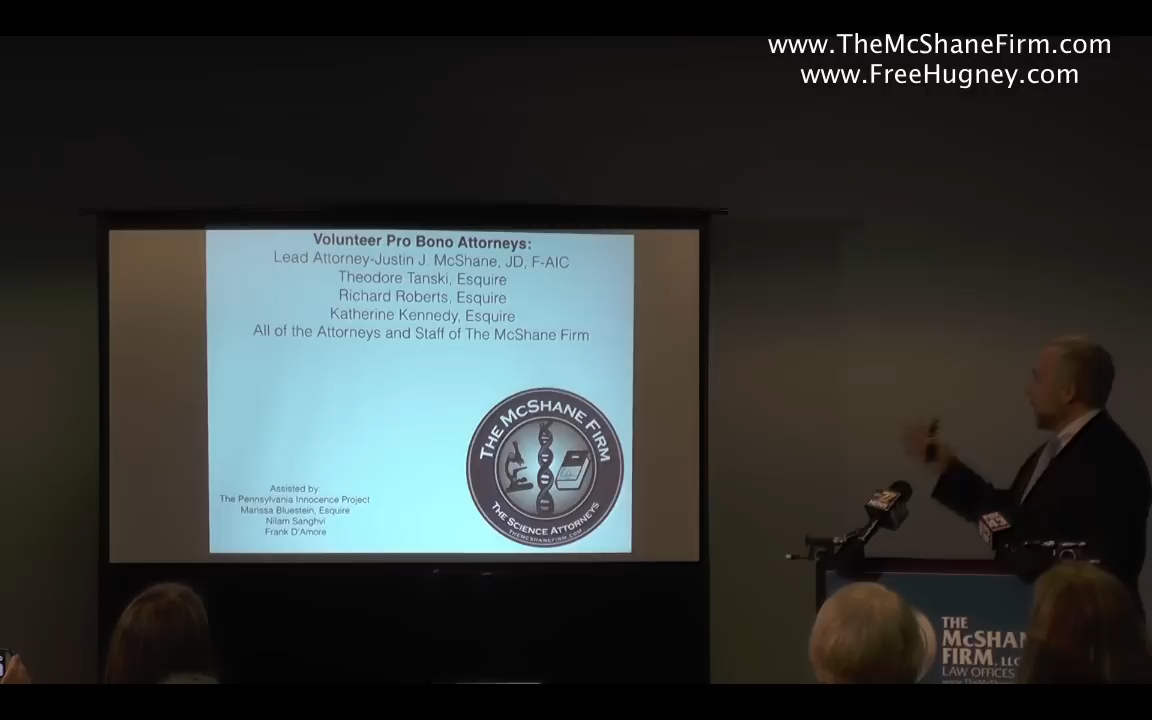 www.TheMcShaneFirm.com
www.FreeHugney.com
Volunteer Pro Bono Attorneys:
Lead Attorney-Justin J. McShane, JD, F-AIC
Theodore Tanski, Esquire
Richard Roberts, Esquire
Katherine Kennedy, Esquire
All of the Attorneys and Staff of The McShane Firm
THE MCSHANE FIRM
THE SCIENCE ATTORNEYS
THEMCSHANEFIRM.COM
Assisted by:
The Pennsylvania Innocence Project
Marissa Bluestein, Esquire
Nilam Sanghvi
Frank D'Amore
THE
MCSHAN
FIRM, LLC
LAW OFFICES